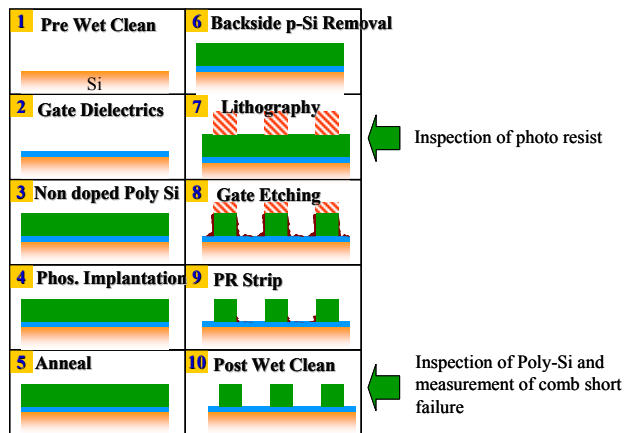 1 Pre Wet Clean
Si
2 Gate Dielectrics
3 Non doped Poly Si
4 Phos. Implantation
5 Anneal
6 Backside p-Si Removal
7 Lithography
8 Gate Etching
9 PR Strip
10 Post Wet Clean
Inspection of photo resist
Inspection of Poly-Si and
measurement of comb short
failure